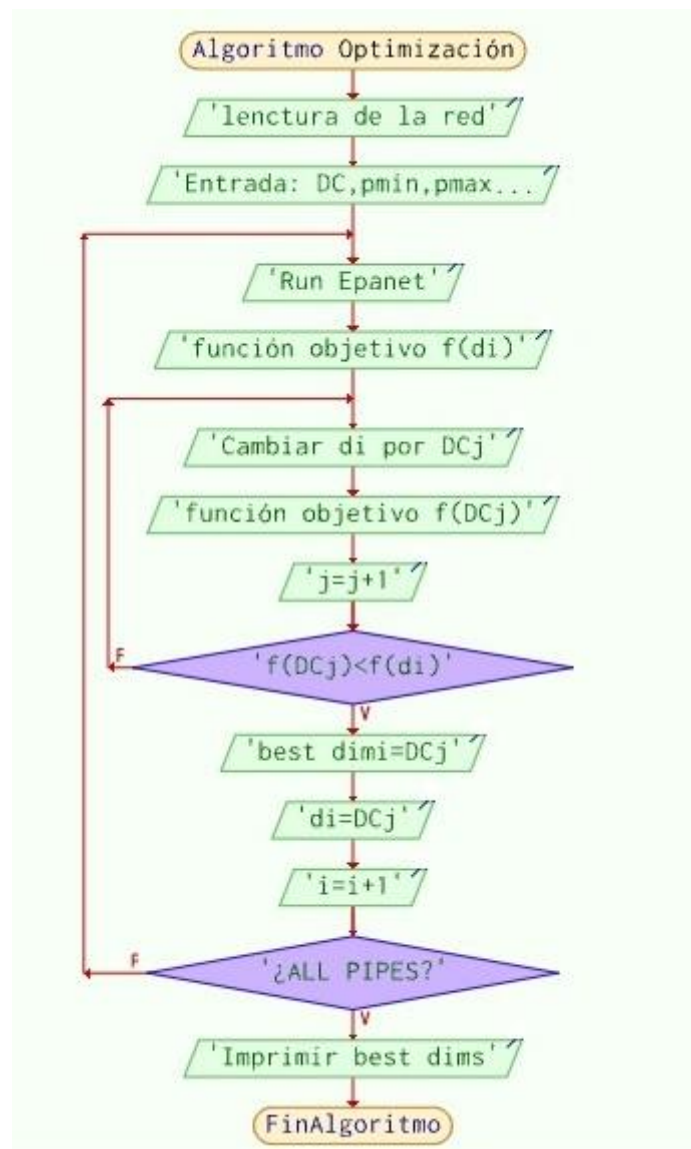 Algoritmo Optimización
'lenctura de la red'
'Entrada: DC,pmin,pmax...
'Run Epanet'
'función objetivo f(di)'
'Cambiar di por DCj'
'función objetivo f(DCj)'
'j=j+1'
'f(DCj)<f(di)'
F
V
'best dimi=DCj'
'di=DCj'
'i=i+1'
'¿ALL PIPES?'
F
V
'Imprimir best dims'
FinAlgoritmo